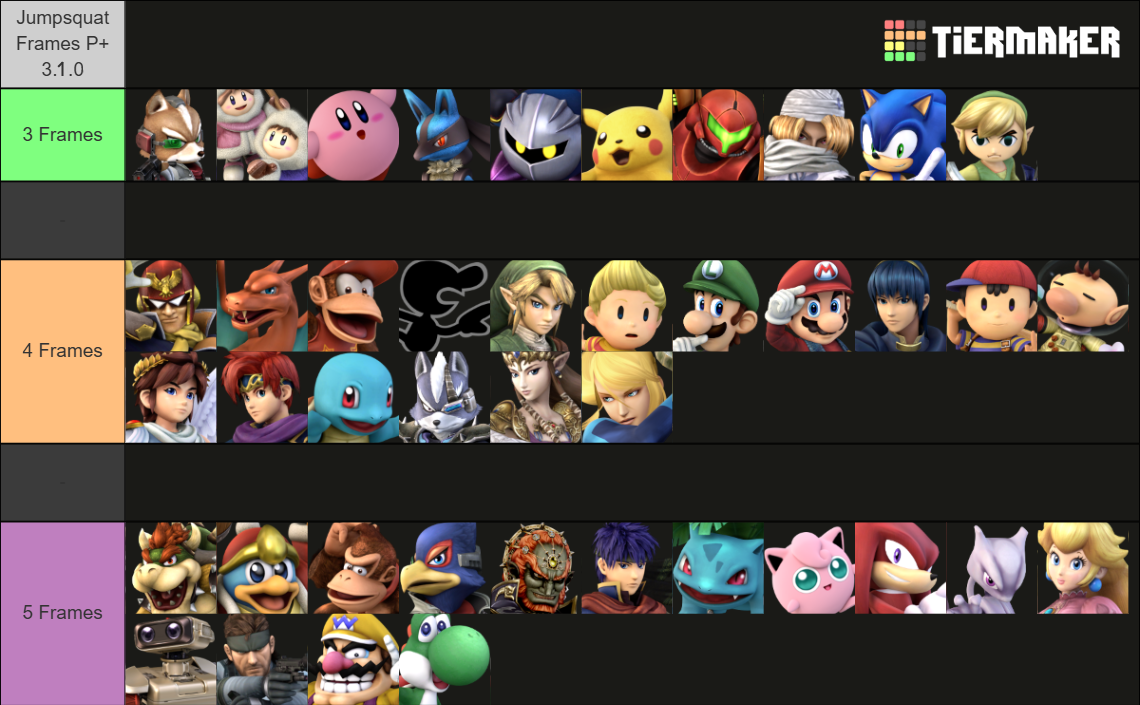 Jumpsquat
Frames P+
3.1.0
TiERMAKER
3 Frames
-
4 Frames
-
5 Frames